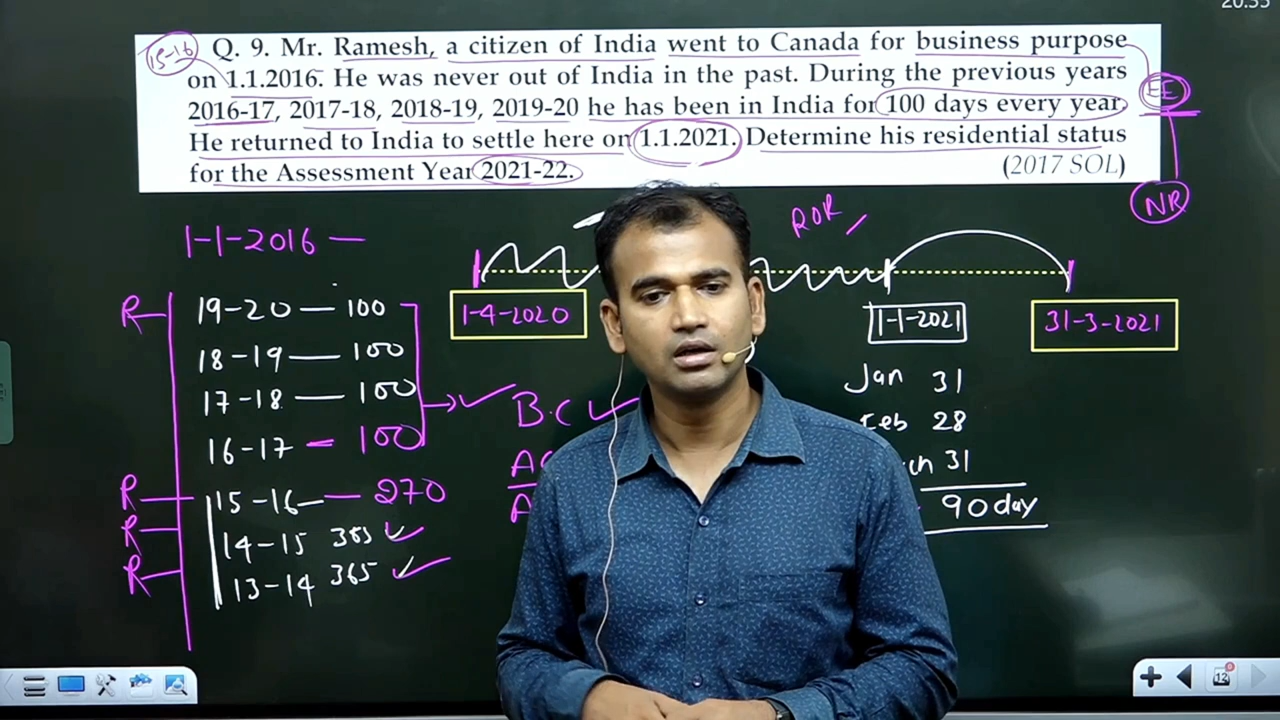 20:35
15-16
Q. 9. Mr. Ramesh, a citizen of India went to Canada for business purpose
on 1.1.2016. He was never out of India in the past. During the previous years
2016-17, 2017-18, 2018-19, 2019-20 he has been in India for 100 days every year.
He returned to India to settle here on 1.1.2021. Determine his residential status
for the Assessment Year 2021-22. (2017 SOL)
EE
NR
1-1-2016 —
ROR
R 19-20 — 100
18-19 — 100
17-18 — 100
16-17 - 100
R 15-16 — 270
R 14-15 365
R 13-14 365
B.C
1-4-2020
1-1-2021
31-3-2021
Jan 31
Feb 28
31
90 day
12